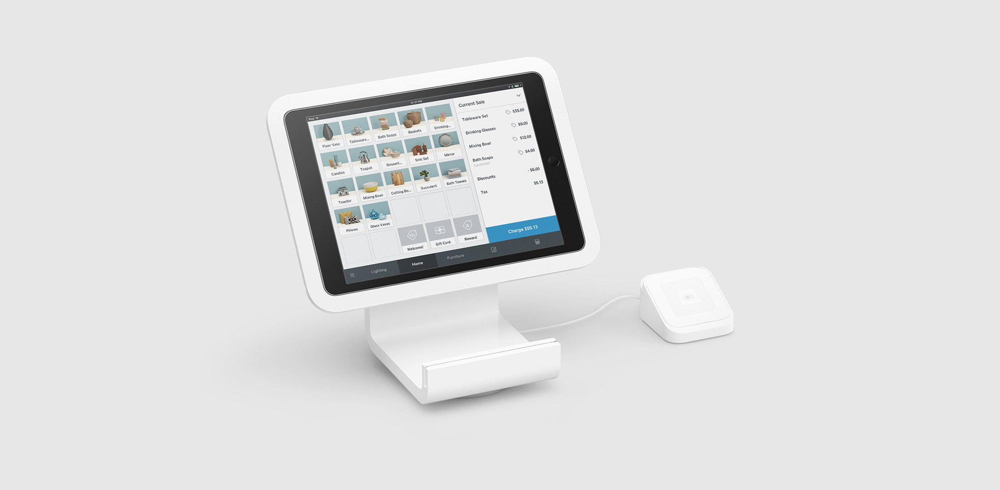 iPad
12:37 PM
Floor Vase
Tableware...
Bath Soaps
Baskets
Drinking...
Candles
Teapot
Dessert...
Sink Set
Mirror
Toaster
Mixing Bowl
Cutting Bo...
Succulent
Bath Towels
Pillows
Glass Vases
Welcome!
Gift Card
Reward
Lighting
Home
Furniture
Current Sale
Tableware Set $35.00
Drinking Glasses $9.00
Mixing Bowl $12.00
Bath Soaps $4.00
Lavender
Discounts - $6.00
Tax $5.13
Charge $59.13